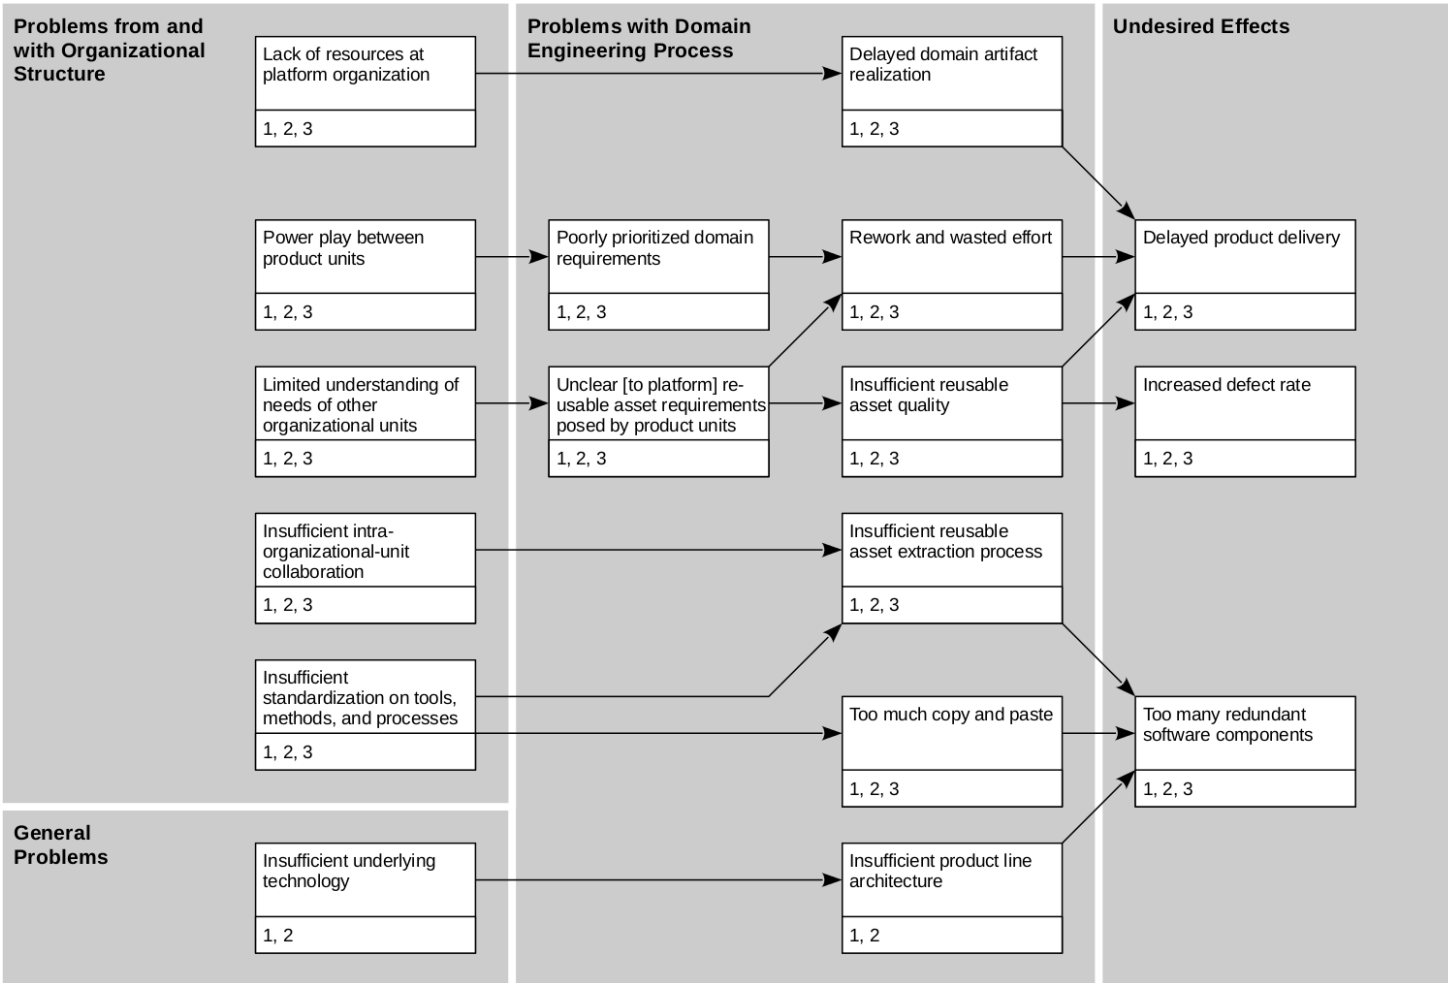 Problems from and
with Organizational
Structure
Lack of resources at
platform organization
1, 2, 3
Power play between
product units
1, 2, 3
Limited understanding of
needs of other
organizational units
1, 2, 3
Insufficient intra-
organizational-unit
collaboration
1, 2, 3
Insufficient
standardization on tools,
methods, and processes
1, 2, 3
General
Problems
Insufficient underlying
technology
1, 2
Problems with Domain
Engineering Process
Poorly prioritized domain
requirements
1, 2, 3
Unclear [to platform] re-
usable asset requirements
posed by product units
1, 2, 3
Delayed domain artifact
realization
1, 2, 3
Rework and wasted effort
1, 2, 3
Insufficient reusable
asset quality
1, 2, 3
Insufficient reusable
asset extraction process
1, 2, 3
Too much copy and paste
1, 2, 3
Insufficient product line
architecture
1, 2
Undesired Effects
Delayed product delivery
1, 2, 3
Increased defect rate
1, 2, 3
Too many redundant
software components
1, 2, 3